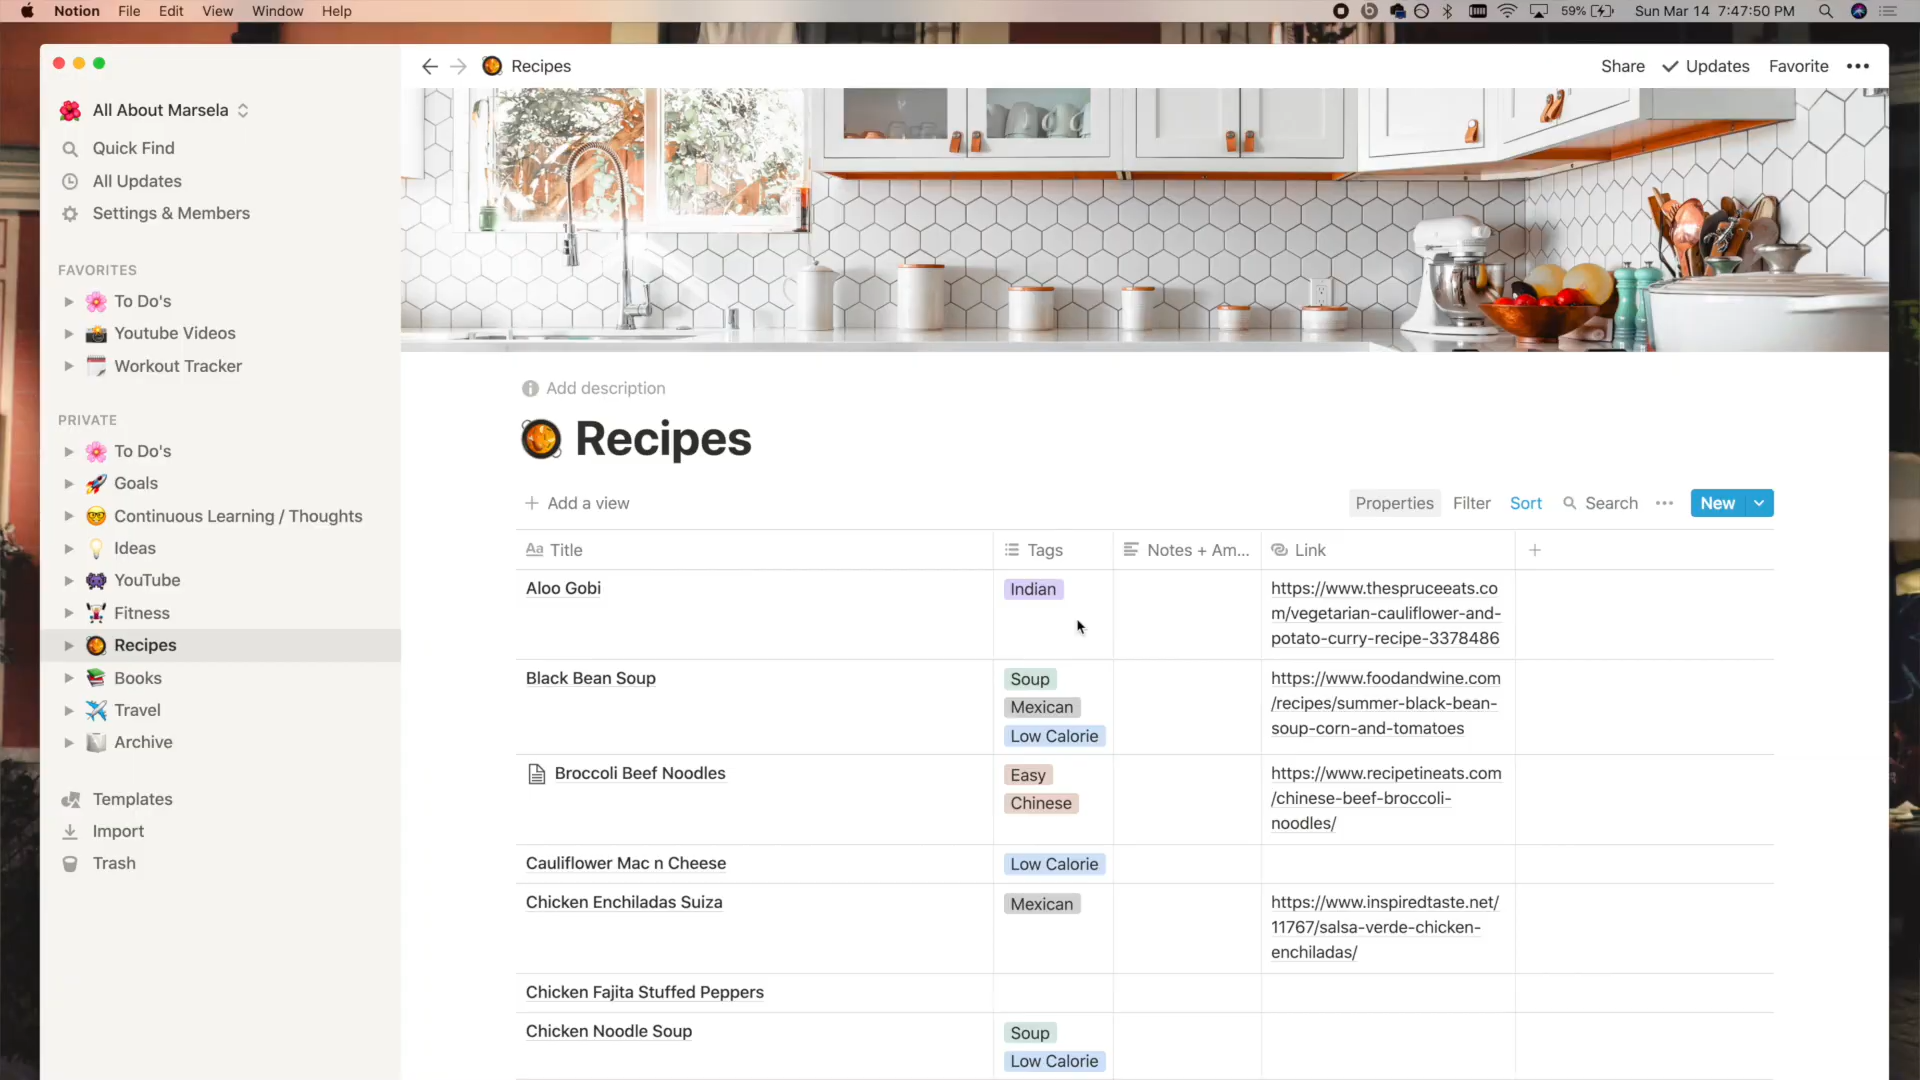 Notion File Edit View Window Help
59% Sun Mar 14 7:47:50 PM
All About Marsela
Quick Find
All Updates
Settings & Members
FAVORITES
To Do's
Youtube Videos
Workout Tracker
PRIVATE
To Do's
Goals
Continuous Learning / Thoughts
Ideas
YouTube
Fitness
Recipes
Books
Travel
Archive
Templates
Import
Trash
Recipes
Share Updates Favorite
Add description
Recipes
Add a view
Properties Filter Sort Search New
Aa Title Tags Notes + Am... Link
Aloo Gobi
Indian
https://www.thespruceeats.co
m/vegetarian-cauliflower-and-
potato-curry-recipe-3378486
Black Bean Soup
Soup
Mexican
Low Calorie
https://www.foodandwine.com
/recipes/summer-black-bean-
soup-corn-and-tomatoes
Broccoli Beef Noodles
Easy
Chinese
https://www.recipetineats.com
/chinese-beef-broccoli-
noodles/
Cauliflower Mac n Cheese
Low Calorie
Chicken Enchiladas Suiza
Mexican
https://www.inspiredtaste.net/
11767/salsa-verde-chicken-
enchiladas/
Chicken Fajita Stuffed Peppers
Chicken Noodle Soup
Soup
Low Calorie